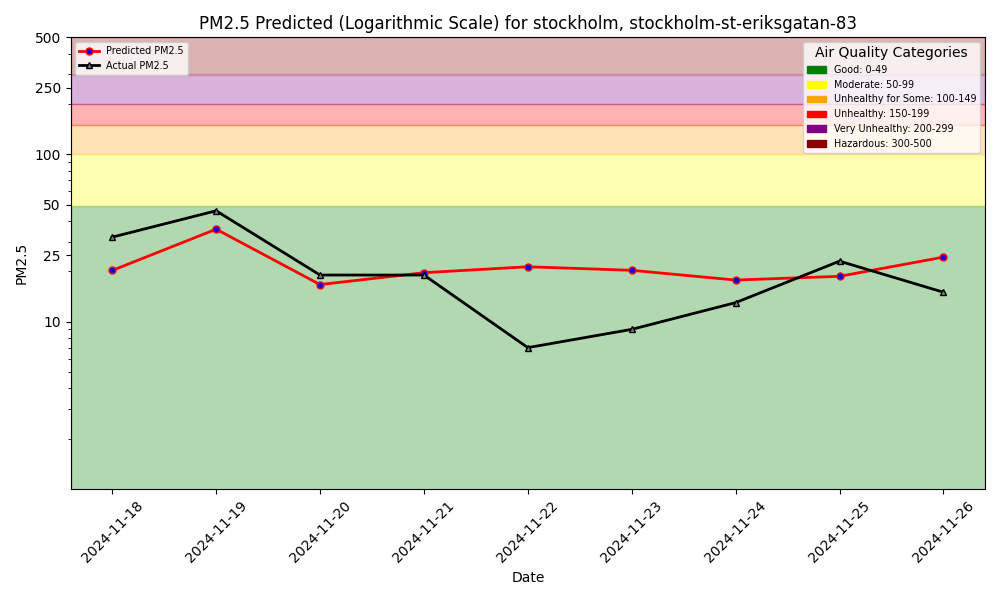 PM2.5 Predicted (Logarithmic Scale) for stockholm, stockholm-st-eriksgatan-83
Predicted PM2.5
Actual PM2.5
Air Quality Categories
Good: 0-49
Moderate: 50-99
Unhealthy for Some: 100-149
Unhealthy: 150-199
Very Unhealthy: 200-299
Hazardous: 300-500
500
250
100
50
25
10
PM2.5
2024-11-18
2024-11-19
2024-11-20
2024-11-21
2024-11-22
2024-11-23
2024-11-24
2024-11-25
2024-11-26
Date